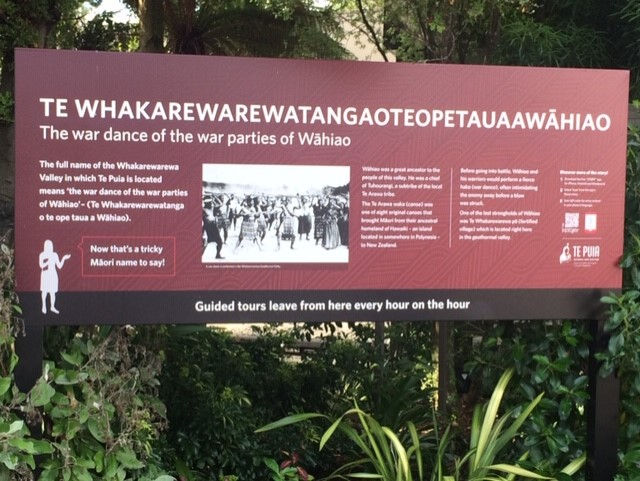 TE WHAKAREWAREWATANGAOTEOPETAUAAWĀHIAO
The war dance of the war parties of Wāhiao
The full name of the Whakarewarewa
Valley in which Te Puia is located
means ‘the war dance of the war parties
of Wāhiao’ – (Te Whakarewarewatanga
o te ope taua a Wāhiao).
Now that's a tricky
Māori name to say!
Wāhiao was a great ancestor to the
people of this valley. He was a chief
of Tuhourangi, a subtribe of the local
Te Arawa tribe.
The Te Arawa waka (canoe) was
one of eight original canoes that
brought Māori from their ancestral
homeland of Hawaiki – an island
located in somewhere in Polynesia –
to New Zealand.
Before going into battle, Wāhiao and
his warriors would perform a fierce
haka (war dance), often intimidating
the enemy away before a blow
was struck.
One of the last strongholds of Wāhiao
was Te Whakarewarewa pā (fortified
village) which is located right here
in the geothermal valley.
Discover more of the story!
TE PUIA
Guided tours leave from here every hour on the hour